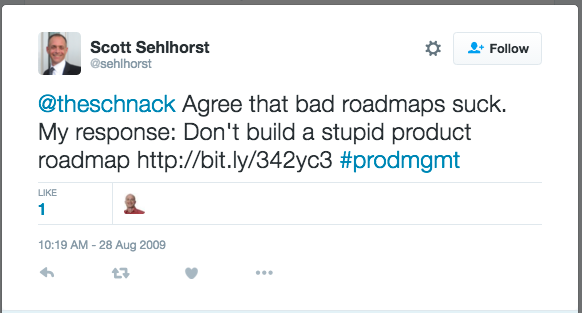 Scott Sehlhorst
@sehlhorst
Follow
@theschnack Agree that bad roadmaps suck.
My response: Don't build a stupid product
roadmap http://bit.ly/342yc3 #prodmgmt
LIKE
1
10:19 AM - 28 Aug 2009